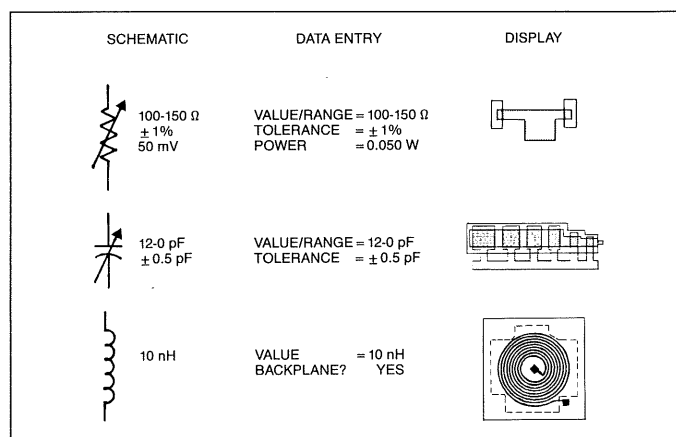 SCHEMATIC DATA ENTRY DISPLAY
100-150 Ω
± 1%
50 mV
VALUE/RANGE = 100-150 Ω
TOLERANCE = ± 1%
POWER = 0.050 W
12-0 pF
± 0.5 pF
VALUE/RANGE = 12-0 pF
TOLERANCE = ± 0.5 pF
10 nH
VALUE = 10 nH
BACKPLANE? YES